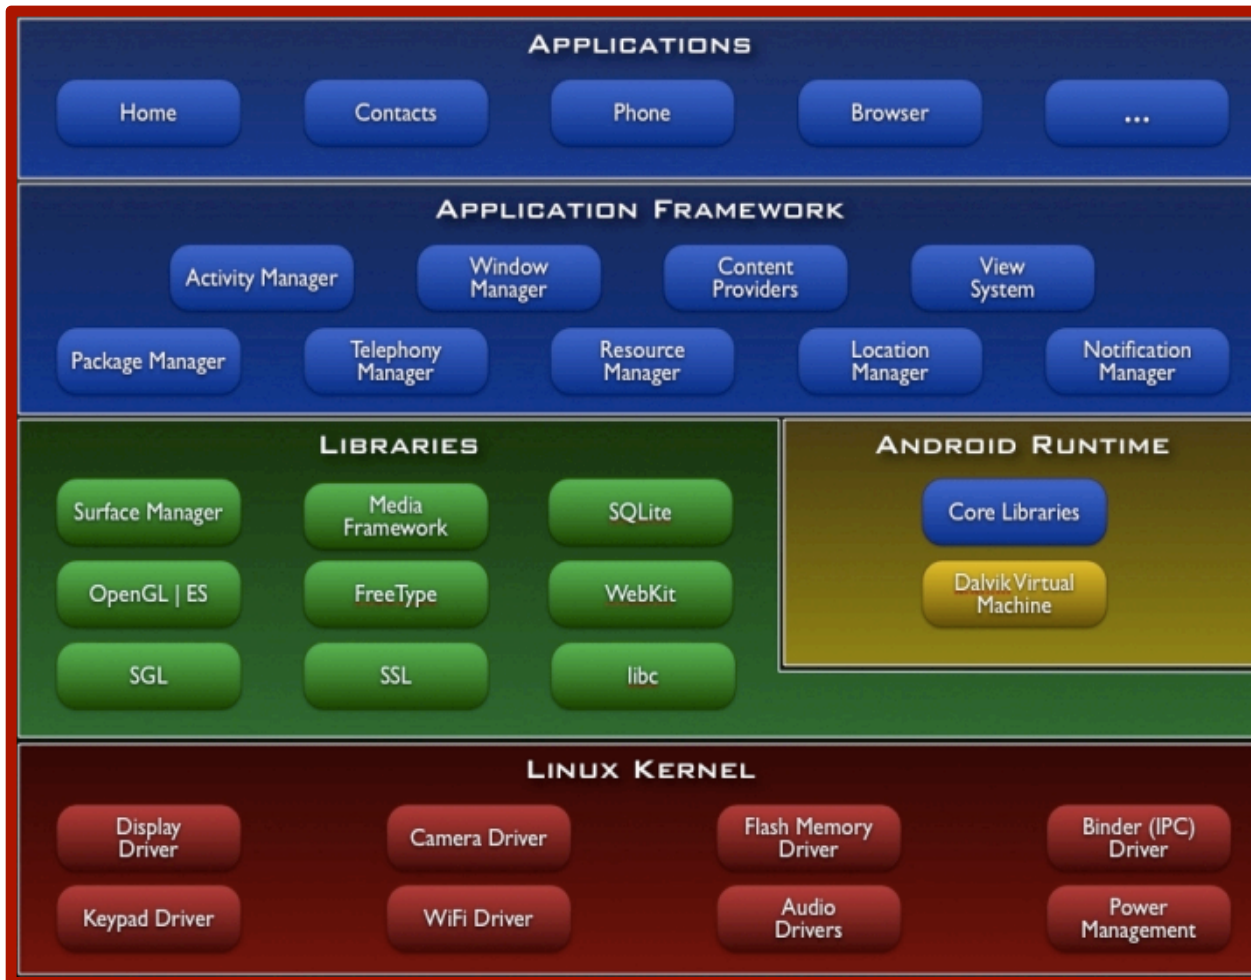 APPLICATIONS
Home
Contacts
Phone
Browser
...
APPLICATION FRAMEWORK
Activity Manager
Window
Manager
Content
Providers
View
System
Package Manager
Telephony
Manager
Resource
Manager
Location
Manager
Notification
Manager
LIBRARIES
Surface Manager
Media
Framework
SQLite
OpenGL | ES
FreeType
WebKit
SGL
SSL
libc
ANDROID RUNTIME
Core Libraries
Dalvik Virtual
Machine
LINUX KERNEL
Display
Driver
Camera Driver
Flash Memory
Driver
Binder (IPC)
Driver
Keypad Driver
WiFi Driver
Audio
Drivers
Power
Management